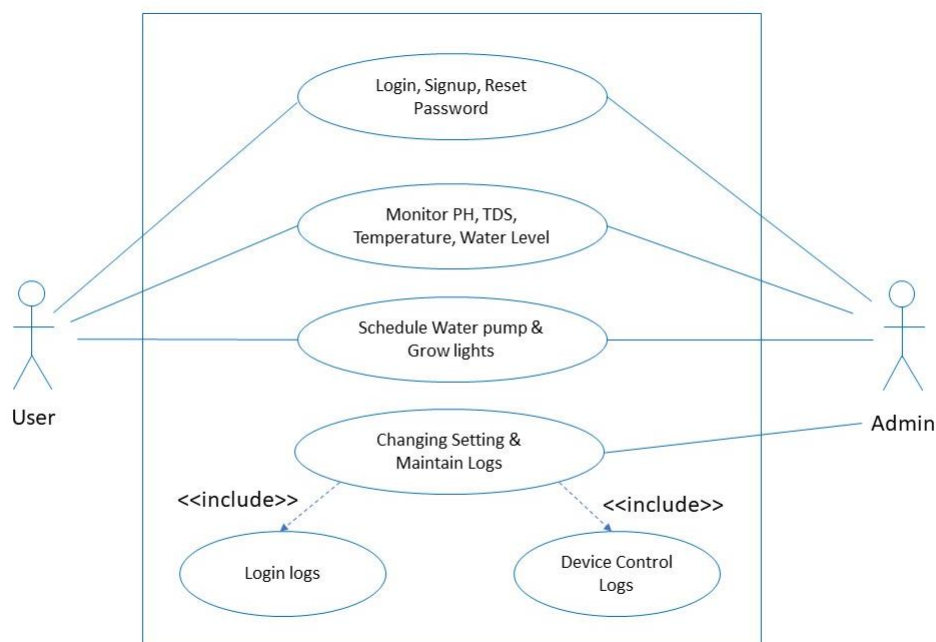 Login, Signup, Reset
Password
Monitor PH, TDS,
Temperature, Water Level
Schedule Water pump &
Grow lights
User
Admin
Changing Setting &
Maintain Logs
<<include>>
<<include>>
Login logs
Device Control
Logs